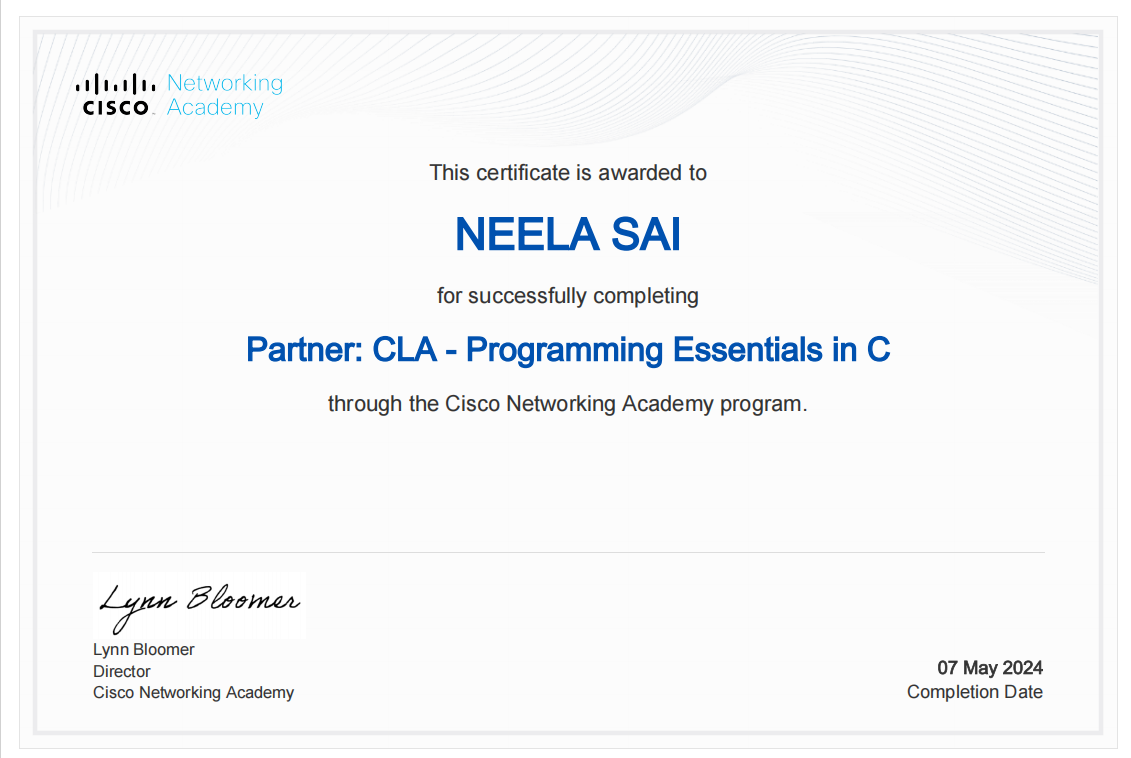 CISCO Networking
Academy
This certificate is awarded to
NEELA SAI
for successfully completing
Partner: CLA - Programming Essentials in C
through the Cisco Networking Academy program.
Lynn Bloomer
Lynn Bloomer
Director
Cisco Networking Academy
07 May 2024
Completion Date